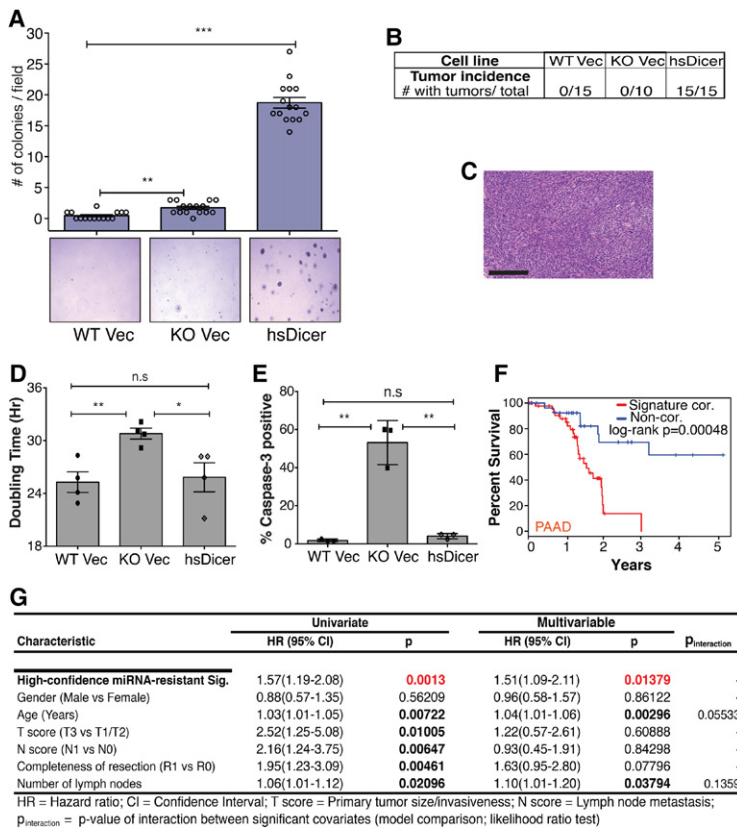 A
***
30
25
20
15
10
5
0
# of colonies / field
**
WT Vec KO Vec hsDicer
B
Cell line WT Vec KO Vec hsDicer
Tumor incidence
# with tumors/ total 0/15 0/10 15/15
C
D
n.s
** *
36
30
24
18
Doubling Time (Hr)
WT Vec KO Vec hsDicer
E
n.s
** **
80
60
40
20
0
% Caspase-3 positive
WT Vec KO Vec hsDicer
F
Signature cor.
Non-cor.
log-rank p=0.00048
100
80
60
40
20
0
Percent Survival
PAAD
0 1 2 3 4 5
Years
G
Univariate Multivariable
Characteristic HR (95% CI) p HR (95% CI) p pinteraction
High-confidence miRNA-resistant Sig. 1.57(1.19-2.08) 0.0013 1.51(1.09-2.11) 0.01379 -
Gender (Male vs Female) 0.88(0.57-1.35) 0.56209 0.96(0.58-1.57) 0.86122 -
Age (Years) 1.03(1.01-1.05) 0.00722 1.04(1.01-1.06) 0.00296 0.05533
T score (T3 vs T1/T2) 2.52(1.25-5.08) 0.01005 1.22(0.57-2.61) 0.60888 -
N score (N1 vs N0) 2.16(1.24-3.75) 0.00647 0.93(0.45-1.91) 0.84298 -
Completeness of resection (R1 vs R0) 1.95(1.23-3.09) 0.00461 1.63(0.95-2.80) 0.07796 -
Number of lymph nodes 1.06(1.01-1.12) 0.02096 1.10(1.01-1.20) 0.03794 0.1359
HR = Hazard ratio; CI = Confidence Interval; T score = Primary tumor size/invasiveness; N score = Lymph node metastasis;
pinteraction = p-value of interaction between significant covariates (model comparison; likelihood ratio test)